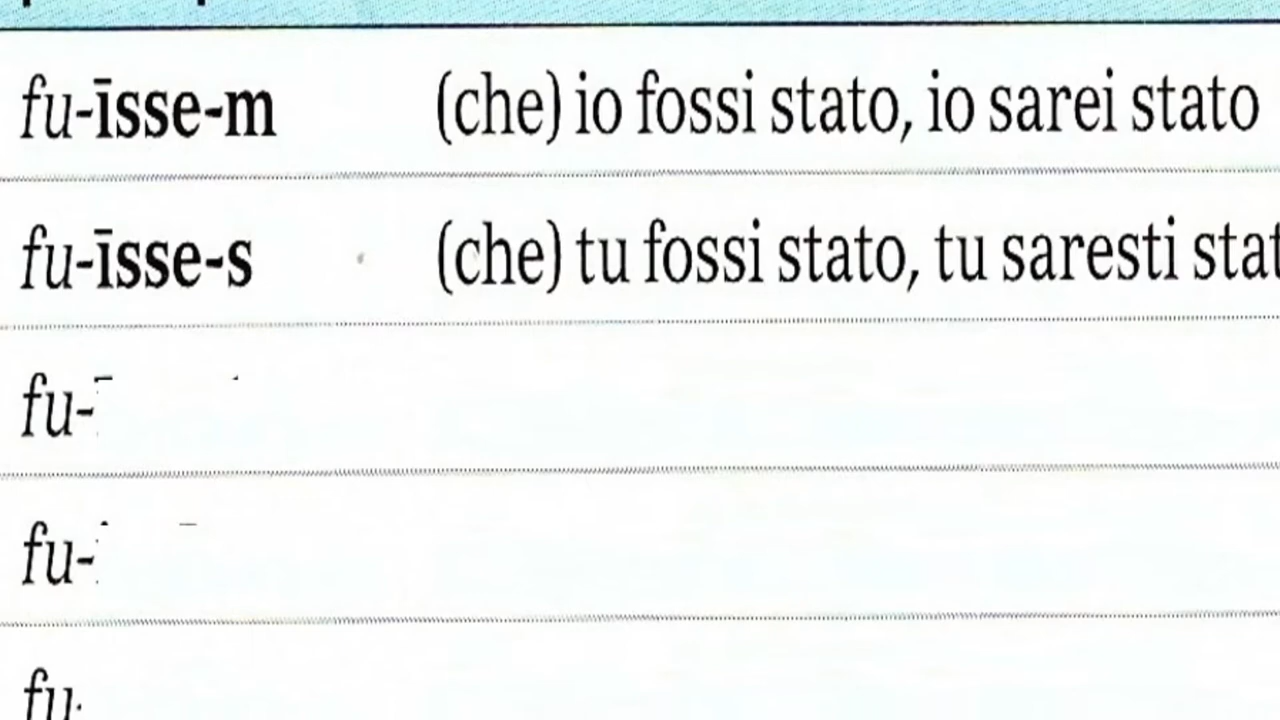 fu-īsse-m (che) io fossi stato, io sarei stato
fu-īsse-s (che) tu fossi stato, tu saresti stat
fu-
fu-
fu-